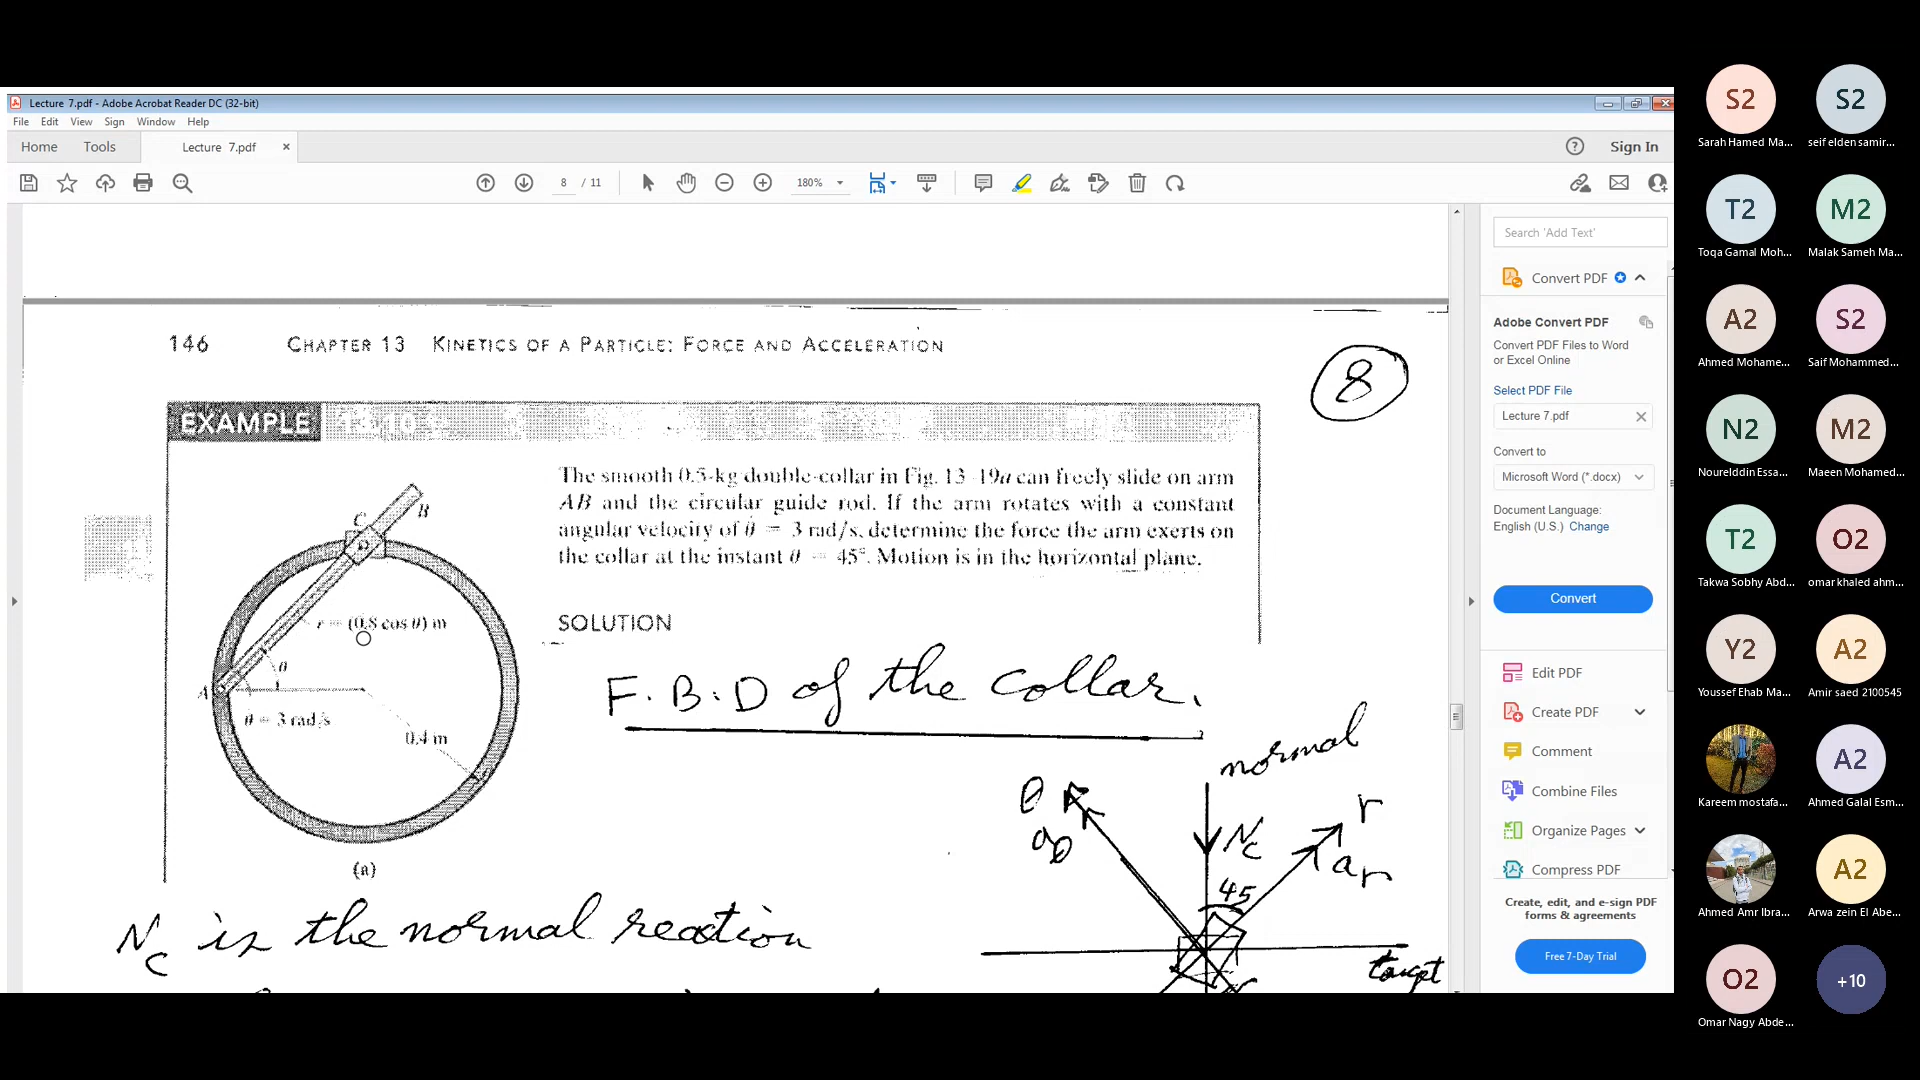 Lecture 7.pdf - Adobe Acrobat Reader DC (32-bit)
File Edit View Sign Window Help
Home Tools Lecture 7.pdf × Sign In
8 / 11 180%
Search 'Add Text'
Convert PDF
Adobe Convert PDF
Convert PDF Files to Word
or Excel Online
Select PDF File
Lecture 7.pdf
Convert to
Microsoft Word (*.docx)
Document Language:
English (U.S.) Change
Convert
Edit PDF
Create PDF
Comment
Combine Files
Organize Pages
Compress PDF
Create, edit, and e-sign PDF
forms & agreements
Free 7-Day Trial
146 CHAPTER 13 KINETICS OF A PARTICLE: FORCE AND ACCELERATION
8
EXAMPLE
The smooth 0.5-kg double-collar in Fig. 13-19a can freely slide on arm
AB and the circular guide rod. If the arm rotates with a constant
angular velocity of θ̇ = 3 rad/s, determine the force the arm exerts on
the collar at the instant θ = 45°. Motion is in the horizontal plane.
SOLUTION
C
B
r = (0.8 cos θ) m
θ
A
θ̇ = 3 rad/s
0.4 m
(a)
F.B.D of the collar.
normal
θ
aθ
Nc
r
ar
45
Nc is the normal reaction
S2 S2
Sarah Hamed Ma... seif elden samir...
T2 M2
Toqa Gamal Moh... Malak Sameh Ma...
A2 S2
Ahmed Mohame... Saif Mohammed...
N2 M2
Nourelddin Essa... Maeen Mohamed...
T2 O2
Takwa Sobhy Abd... omar khaled ahm...
Y2 A2
Youssef Ehab Ma... Amir saed 2100545
A2
Kareem mostafa... Ahmed Galal Esm...
A2
Ahmed Amr Ibra... Arwa zein El Abe...
O2 +10
Omar Nagy Abde...